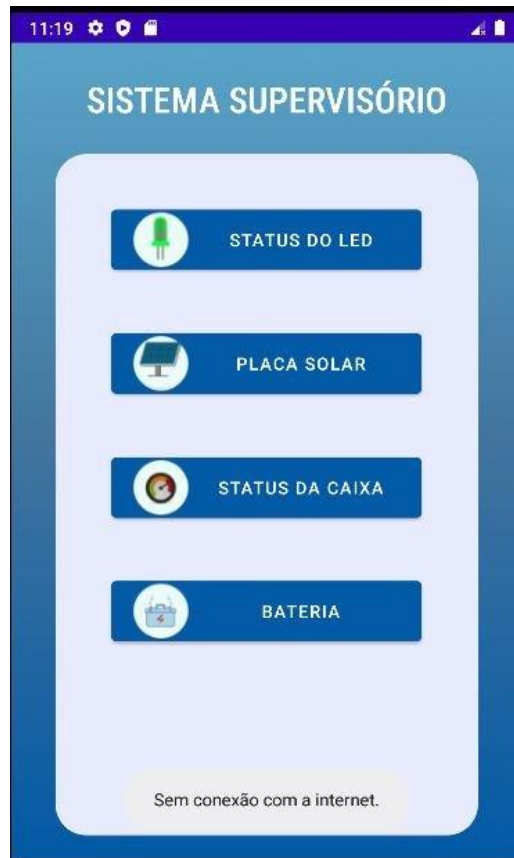 11:19
SISTEMA SUPERVISÓRIO
STATUS DO LED
PLACA SOLAR
STATUS DA CAIXA
BATERIA
Sem conexão com a internet.